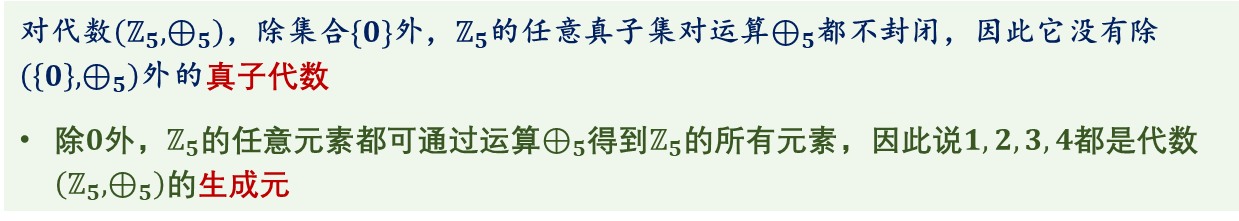 对代数(ℤ₅,⊕₅)，除集合{0}外，ℤ₅的任意真子集对运算⊕₅都不封闭，因此它没有除
({0},⊕₅)外的真子代数
• 除0外，ℤ₅的任意元素都可通过运算⊕₅得到ℤ₅的所有元素，因此说1, 2, 3, 4都是代数
(ℤ₅,⊕₅)的生成元